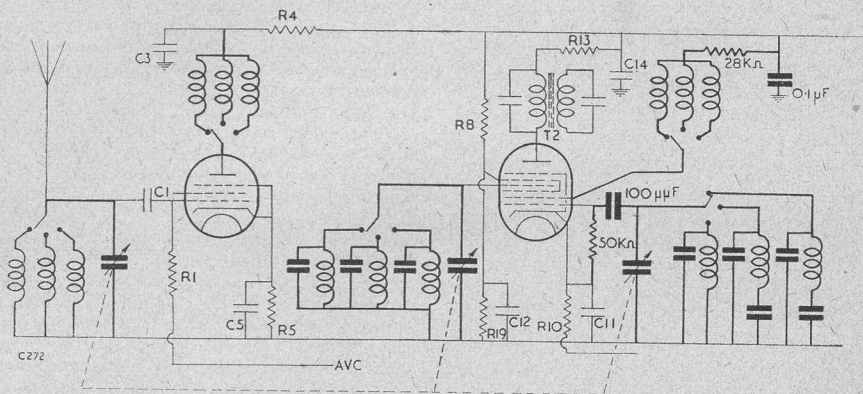 R4
C3
R13
C14
28KΩ
0·1μF
R8
T2
C1
100μμF
50KΩ
R1
C5
R5
R19
C12
R10
C11
C272
AVC